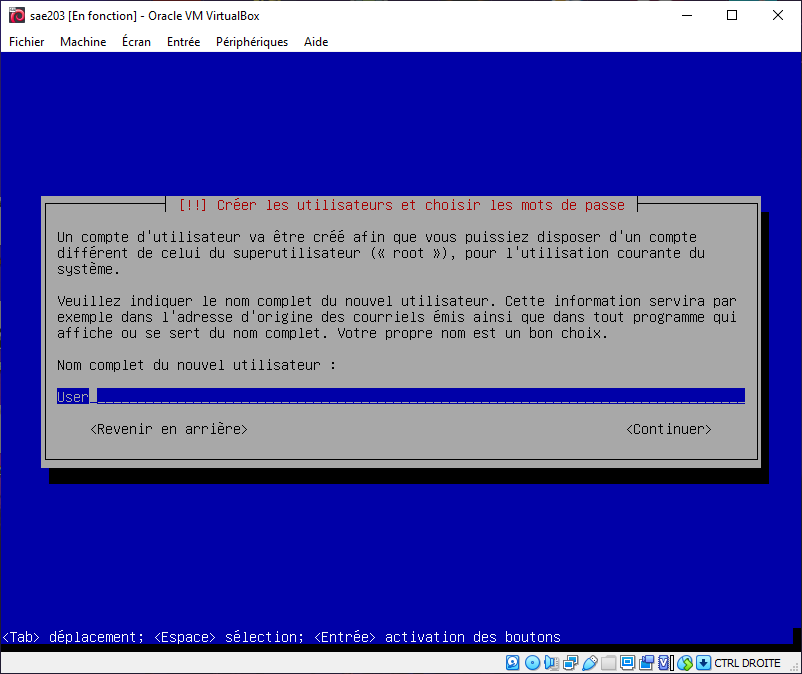 sae203 [En fonction] - Oracle VM VirtualBox
Fichier Machine Écran Entrée Périphériques Aide
[!!] Créer les utilisateurs et choisir les mots de passe
Un compte d'utilisateur va être créé afin que vous puissiez disposer d'un compte
différent de celui du superutilisateur (« root »), pour l'utilisation courante du
système.
Veuillez indiquer le nom complet du nouvel utilisateur. Cette information servira par
exemple dans l'adresse d'origine des courriels émis ainsi que dans tout programme qui
affiche ou se sert du nom complet. Votre propre nom est un bon choix.
Nom complet du nouvel utilisateur :
User
<Revenir en arrière> <Continuer>
<Tab> déplacement; <Espace> sélection; <Entrée> activation des boutons
CTRL DROITE